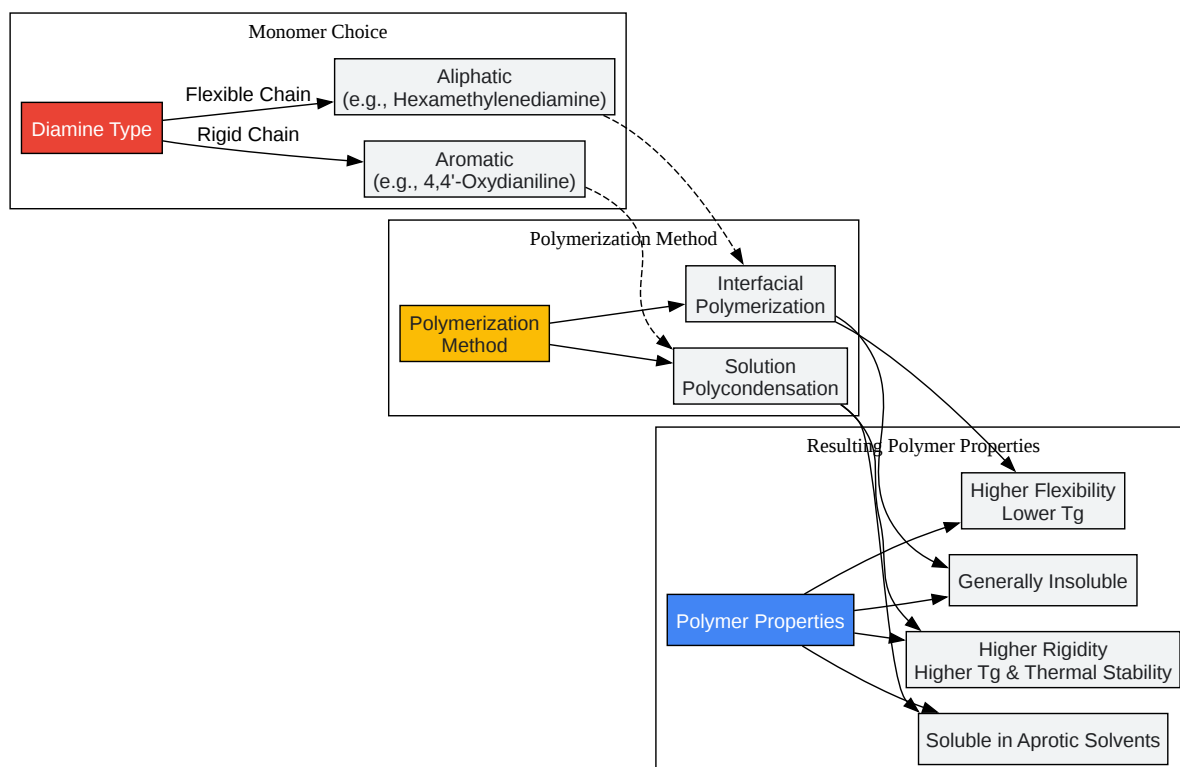 Monomer Choice
Aliphatic
(e.g., Hexamethylenediamine)
Flexible Chain
Diamine Type
Rigid Chain
Aromatic
(e.g., 4,4'-Oxydianiline)
Polymerization Method
Interfacial
Polymerization
Polymerization
Method
Solution
Polycondensation
Resulting Polymer Properties
Higher Flexibility
Lower Tg
Generally Insoluble
Polymer Properties
Higher Rigidity
Higher Tg & Thermal Stability
Soluble in Aprotic Solvents